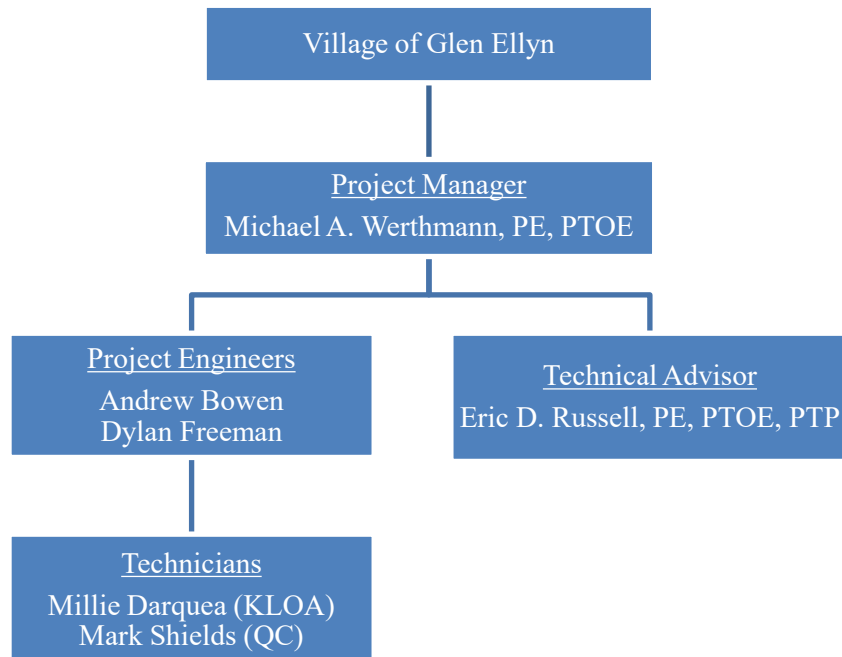 Village of Glen Ellyn
Project Manager
Michael A. Werthmann, PE, PTOE
Project Engineers
Andrew Bowen
Dylan Freeman
Technical Advisor
Eric D. Russell, PE, PTOE, PTP
Technicians
Millie Darquea (KLOA)
Mark Shields (QC)